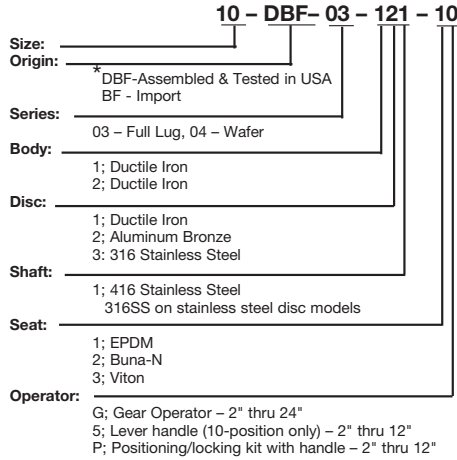 10 – DBF– 03 – 121 – 10
Size:
Origin:
*DBF-Assembled & Tested in USA
BF - Import
Series:
03 – Full Lug, 04 – Wafer
Body:
1; Ductile Iron
2; Ductile Iron
Disc:
1; Ductile Iron
2; Aluminum Bronze
3: 316 Stainless Steel
Shaft:
1; 416 Stainless Steel
316SS on stainless steel disc models
Seat:
1; EPDM
2; Buna-N
3; Viton
Operator:
G; Gear Operator – 2" thru 24"
5; Lever handle (10-position only) – 2" thru 12"
P; Positioning/locking kit with handle – 2" thru 12"